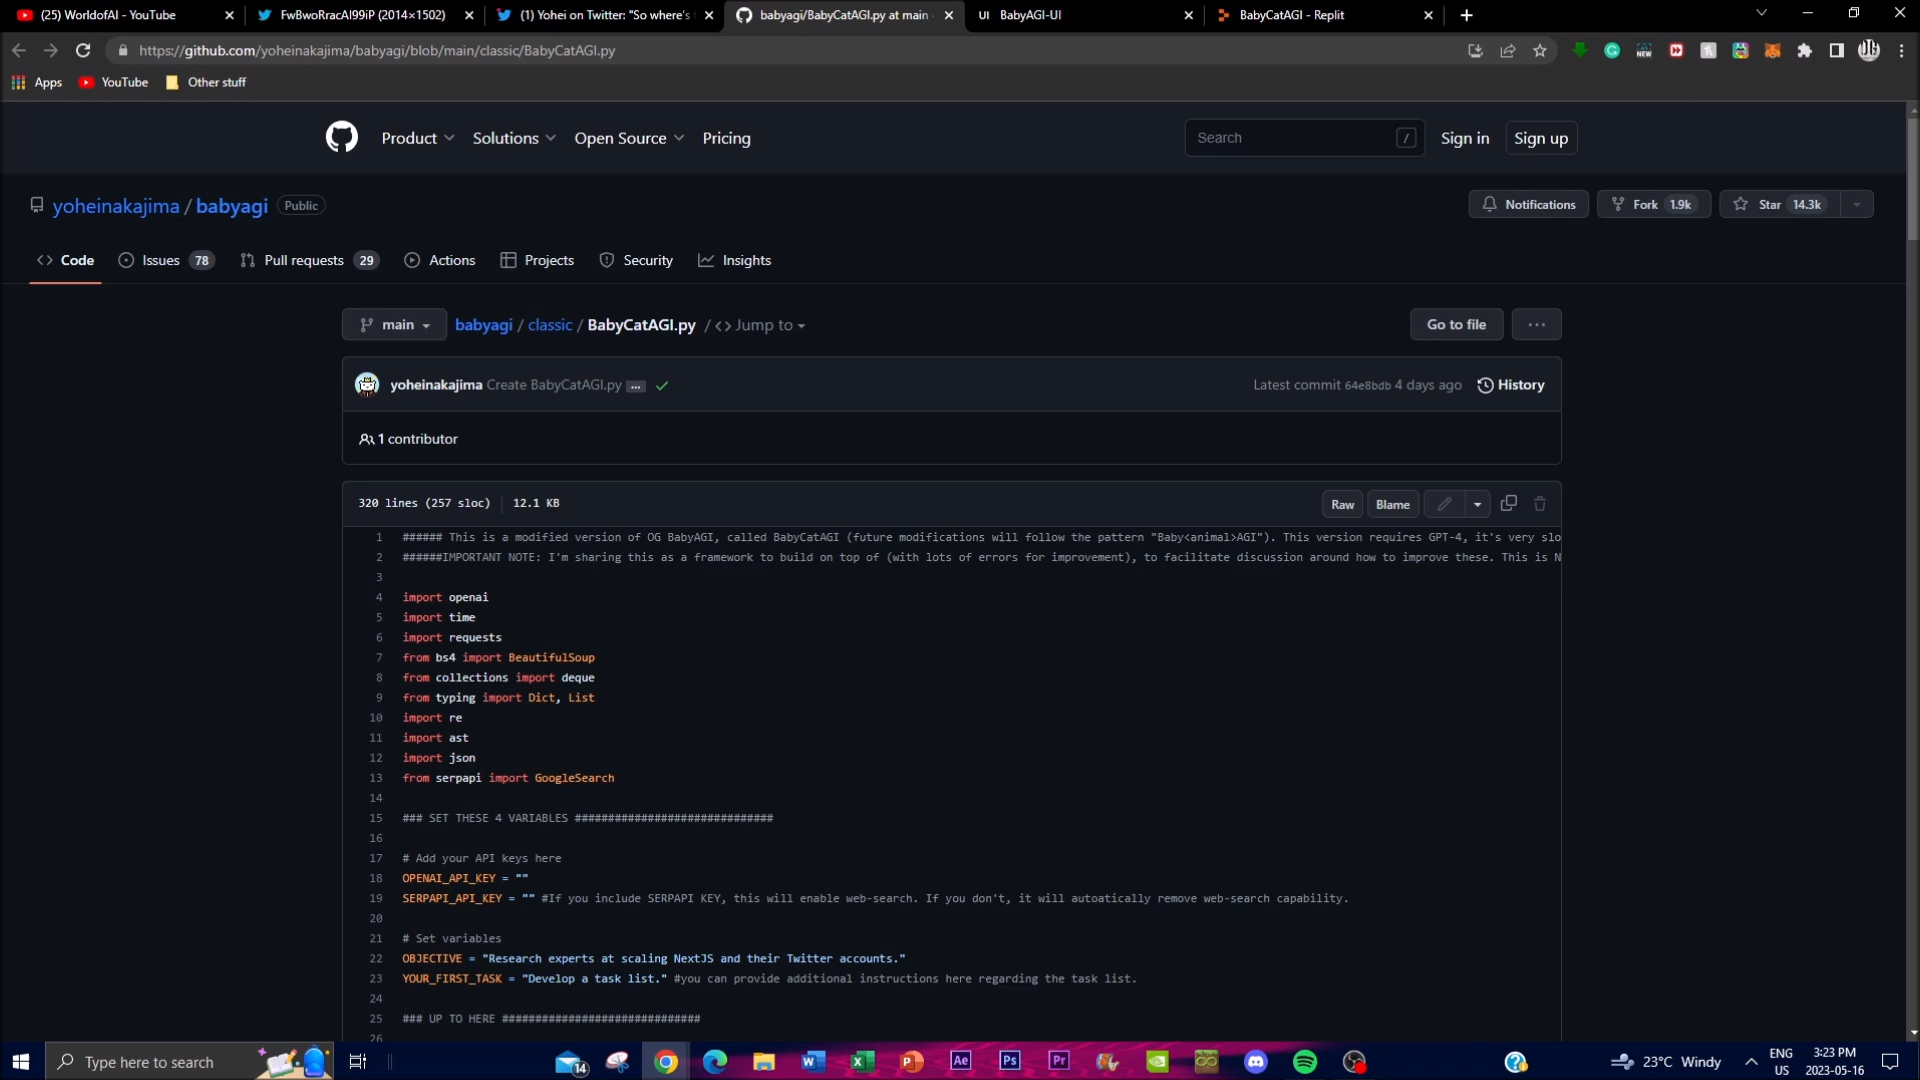 (25) WorldofAI - YouTube
FwBwoRracAI99iP (2014×1502)
(1) Yohei on Twitter: "So where's
babyagi/BabyCatAGI.py at main
UI BabyAGI-UI
BabyCatAGI - Replit
https://github.com/yoheinakajima/babyagi/blob/main/classic/BabyCatAGI.py
NEW
Apps YouTube Other stuff
Product Solutions Open Source Pricing
Search /
Sign in Sign up
yoheinakajima / babyagi Public
Notifications Fork 1.9k Star 14.3k
Code Issues 78 Pull requests 29 Actions Projects Security Insights
main babyagi / classic / BabyCatAGI.py / <> Jump to
Go to file ...
yoheinakajima Create BabyCatAGI.py ...
Latest commit 64e8bdb 4 days ago History
1 contributor
320 lines (257 sloc) 12.1 KB
Raw Blame
1 ###### This is a modified version of OG BabyAGI, called BabyCatAGI (future modifications will follow the pattern "Baby<animal>AGI"). This version requires GPT-4, it's very slo
2 ######IMPORTANT NOTE: I'm sharing this as a framework to build on top of (with lots of errors for improvement), to facilitate discussion around how to improve these. This is N
3
4 import openai
5 import time
6 import requests
7 from bs4 import BeautifulSoup
8 from collections import deque
9 from typing import Dict, List
10 import re
11 import ast
12 import json
13 from serpapi import GoogleSearch
14
15 ### SET THESE 4 VARIABLES ##############################
16
17 # Add your API keys here
18 OPENAI_API_KEY = ""
19 SERPAPI_API_KEY = "" #If you include SERPAPI KEY, this will enable web-search. If you don't, it will autoatically remove web-search capability.
20
21 # Set variables
22 OBJECTIVE = "Research experts at scaling NextJS and their Twitter accounts."
23 YOUR_FIRST_TASK = "Develop a task list." #you can provide additional instructions here regarding the task list.
24
25 ### UP TO HERE ##############################
26
Type here to search
14
Ae Ps Pr
23°C Windy
ENG
US
3:23 PM
2023-05-16